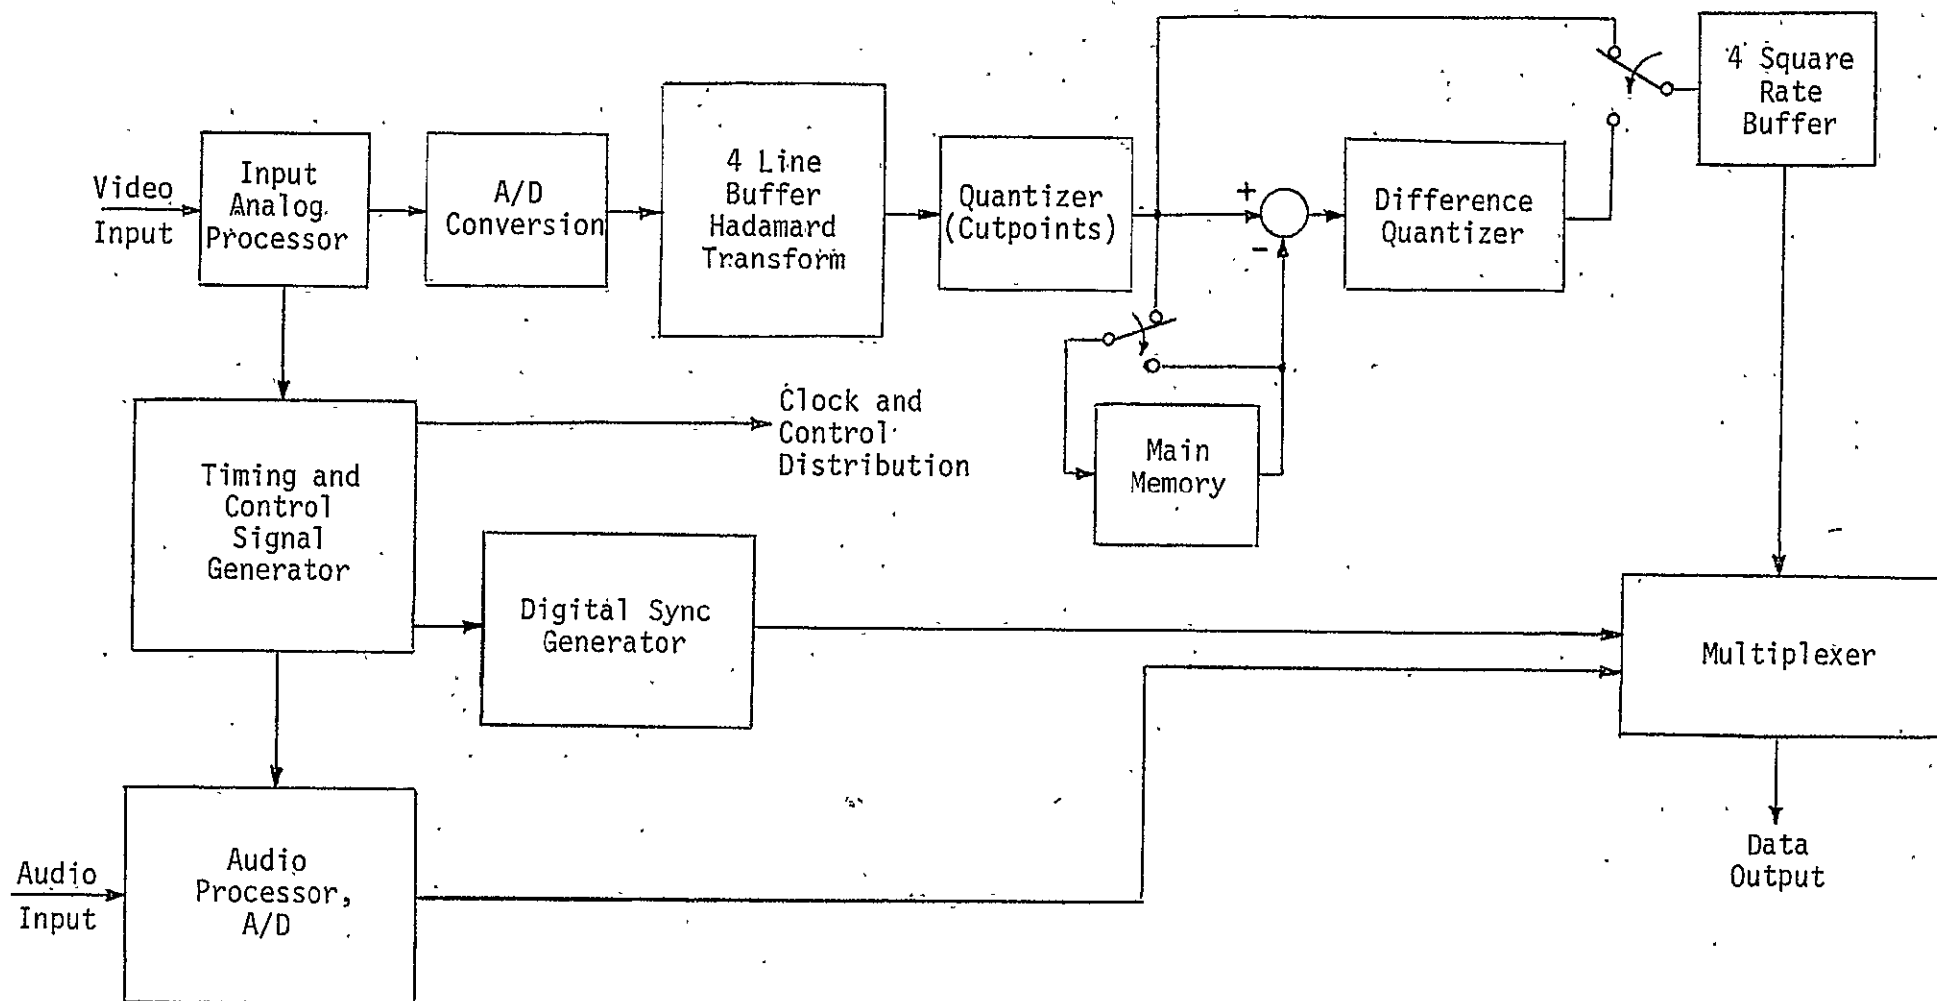 Video
Input
Input
Analog
Processor
A/D
Conversion
4 Line
Buffer
Hadamard
Transform
Quantizer
(Cutpoints)
+
-
Difference
Quantizer
4 Square
Rate
Buffer
Main
Memory
Clock and
Control
Distribution
Timing and
Control
Signal
Generator
Digital Sync
Generator
Multiplexer
Audio
Input
Audio
Processor,
A/D
Data
Output